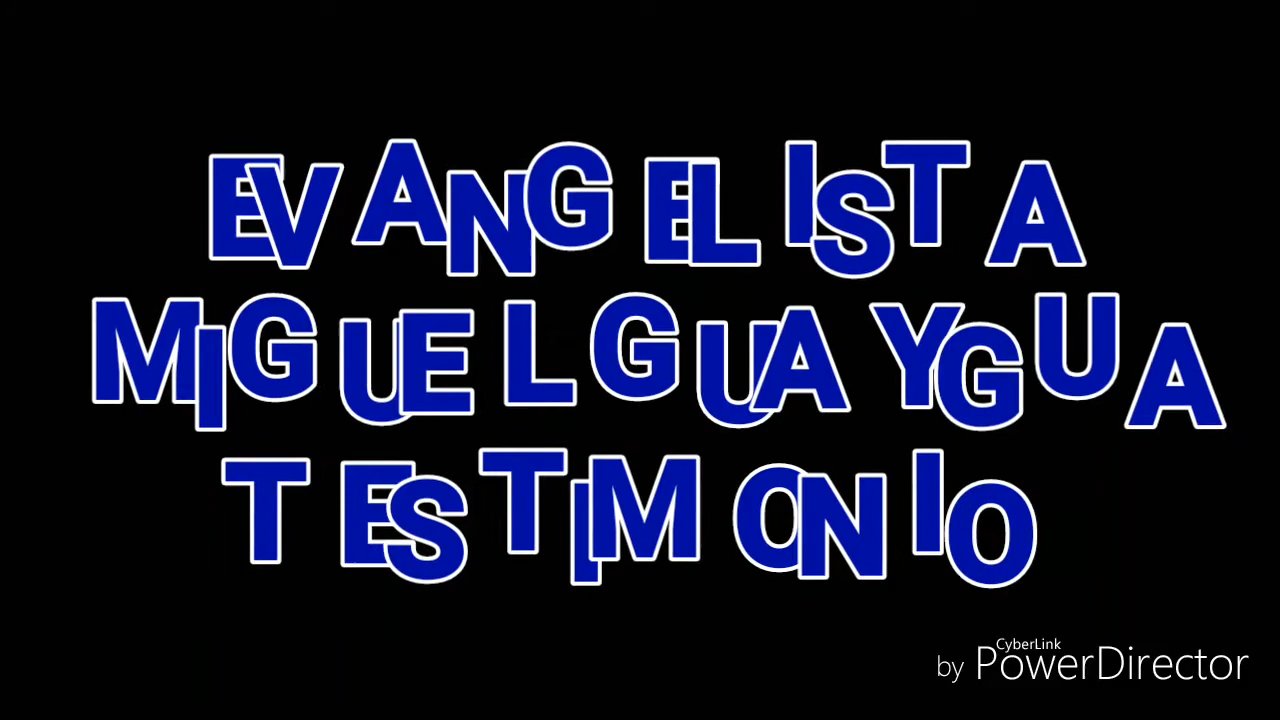 EVANGELISTA
MIGUEL GUAYGUA
TESTIMONIO
CyberLink
by PowerDirector